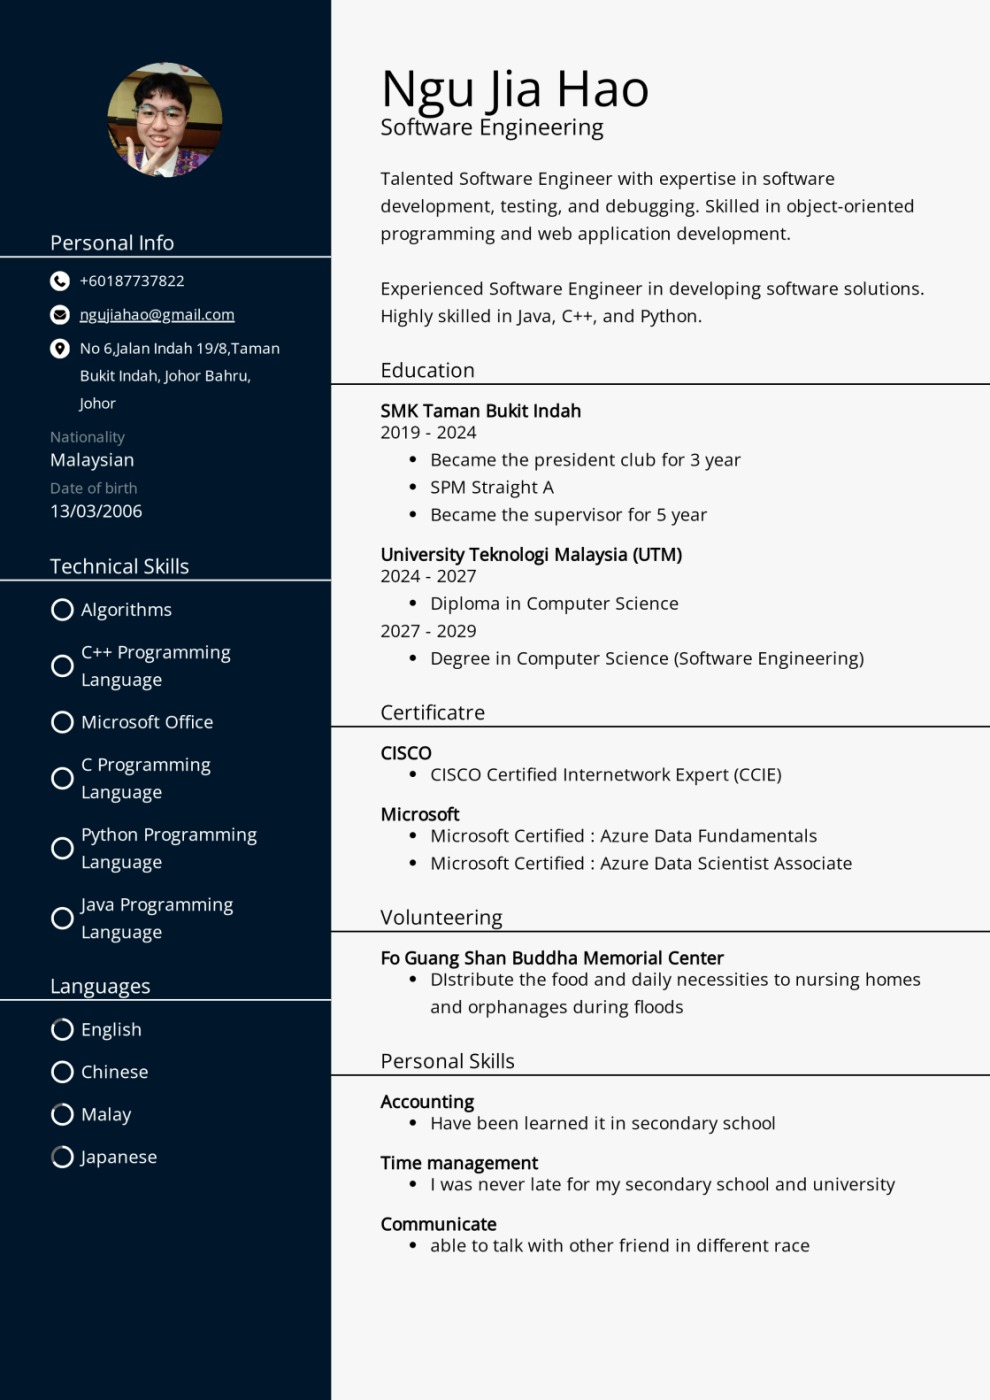 Personal Info
+60187737822
ngujiahao@gmail.com
No 6,Jalan Indah 19/8,Taman
Bukit Indah, Johor Bahru,
Johor
Nationality
Malaysian
Date of birth
13/03/2006
Technical Skills
Algorithms
C++ Programming
Language
Microsoft Office
C Programming
Language
Python Programming
Language
Java Programming
Language
Languages
English
Chinese
Malay
Japanese
Ngu Jia Hao
Software Engineering
Talented Software Engineer with expertise in software
development, testing, and debugging. Skilled in object-oriented
programming and web application development.
Experienced Software Engineer in developing software solutions.
Highly skilled in Java, C++, and Python.
Education
SMK Taman Bukit Indah
2019 - 2024
• Became the president club for 3 year
• SPM Straight A
• Became the supervisor for 5 year
University Teknologi Malaysia (UTM)
2024 - 2027
• Diploma in Computer Science
2027 - 2029
• Degree in Computer Science (Software Engineering)
Certificatre
CISCO
• CISCO Certified Internetwork Expert (CCIE)
Microsoft
• Microsoft Certified : Azure Data Fundamentals
• Microsoft Certified : Azure Data Scientist Associate
Volunteering
Fo Guang Shan Buddha Memorial Center
• DIstribute the food and daily necessities to nursing homes
and orphanages during floods
Personal Skills
Accounting
• Have been learned it in secondary school
Time management
• I was never late for my secondary school and university
Communicate
• able to talk with other friend in different race